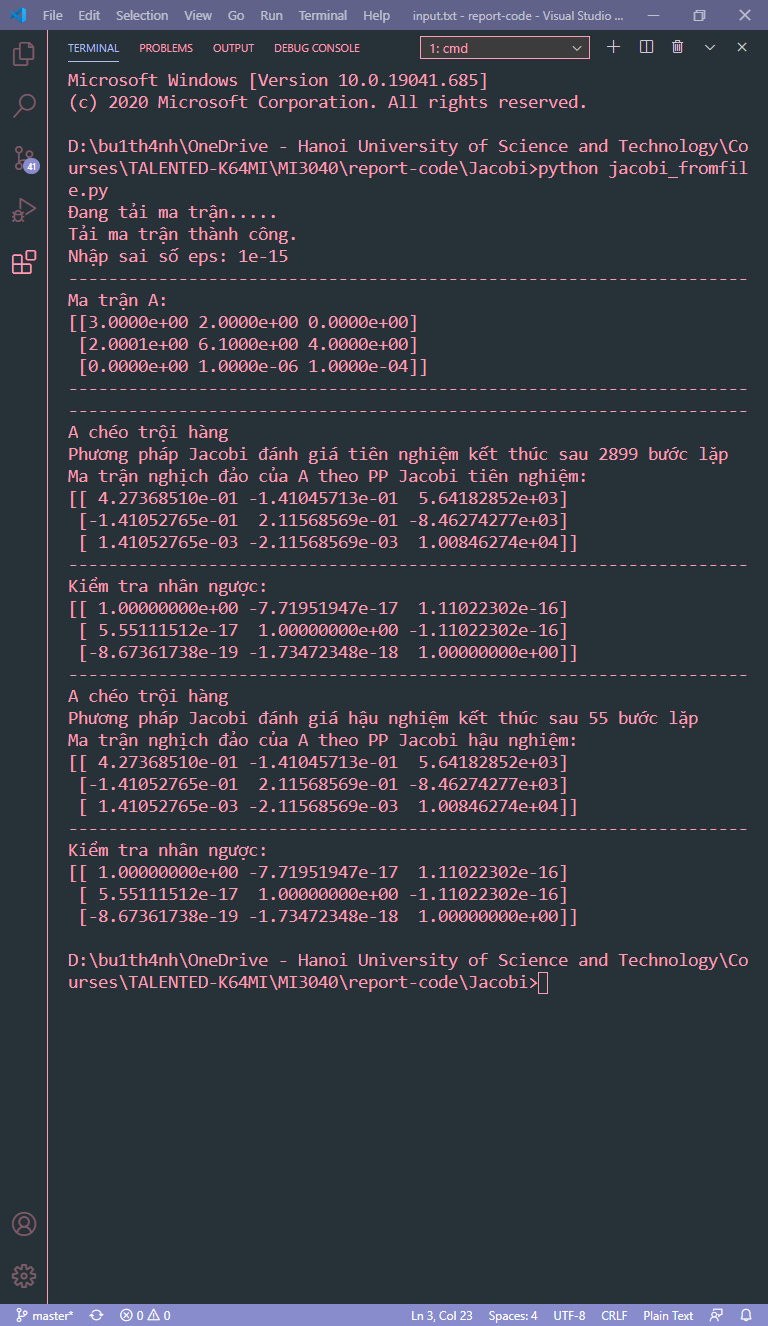 File Edit Selection View Go Run Terminal Help input.txt - report-code - Visual Studio ...
TERMINAL PROBLEMS OUTPUT DEBUG CONSOLE 1: cmd
Microsoft Windows [Version 10.0.19041.685]
(c) 2020 Microsoft Corporation. All rights reserved.
D:\bu1th4nh\OneDrive - Hanoi University of Science and Technology\Co
urses\TALENTED-K64MI\MI3040\report-code\Jacobi>python jacobi_fromfil
e.py
Đang tải ma trận.....
Tải ma trận thành công.
Nhập sai số eps: 1e-15
--------------------------------------------------------------------
Ma trận A:
[[3.0000e+00 2.0000e+00 0.0000e+00]
[2.0001e+00 6.1000e+00 4.0000e+00]
[0.0000e+00 1.0000e-06 1.0000e-04]]
--------------------------------------------------------------------
--------------------------------------------------------------------
A chéo trội hàng
Phương pháp Jacobi đánh giá tiên nghiệm kết thúc sau 2899 bước lặp
Ma trận nghịch đảo của A theo PP Jacobi tiên nghiệm:
[[ 4.27368510e-01 -1.41045713e-01  5.64182852e+03]
[-1.41052765e-01  2.11568569e-01 -8.46274277e+03]
[ 1.41052765e-03 -2.11568569e-03  1.00846274e+04]]
--------------------------------------------------------------------
Kiểm tra nhân ngược:
[[ 1.00000000e+00 -7.71951947e-17  1.11022302e-16]
[ 5.55111512e-17  1.00000000e+00 -1.11022302e-16]
[-8.67361738e-19 -1.73472348e-18  1.00000000e+00]]
--------------------------------------------------------------------
A chéo trội hàng
Phương pháp Jacobi đánh giá hậu nghiệm kết thúc sau 55 bước lặp
Ma trận nghịch đảo của A theo PP Jacobi hậu nghiệm:
[[ 4.27368510e-01 -1.41045713e-01  5.64182852e+03]
[-1.41052765e-01  2.11568569e-01 -8.46274277e+03]
[ 1.41052765e-03 -2.11568569e-03  1.00846274e+04]]
--------------------------------------------------------------------
Kiểm tra nhân ngược:
[[ 1.00000000e+00 -7.71951947e-17  1.11022302e-16]
[ 5.55111512e-17  1.00000000e+00 -1.11022302e-16]
[-8.67361738e-19 -1.73472348e-18  1.00000000e+00]]
D:\bu1th4nh\OneDrive - Hanoi University of Science and Technology\Co
urses\TALENTED-K64MI\MI3040\report-code\Jacobi>
41
master* 0 0 Ln 3, Col 23 Spaces: 4 UTF-8 CRLF Plain Text